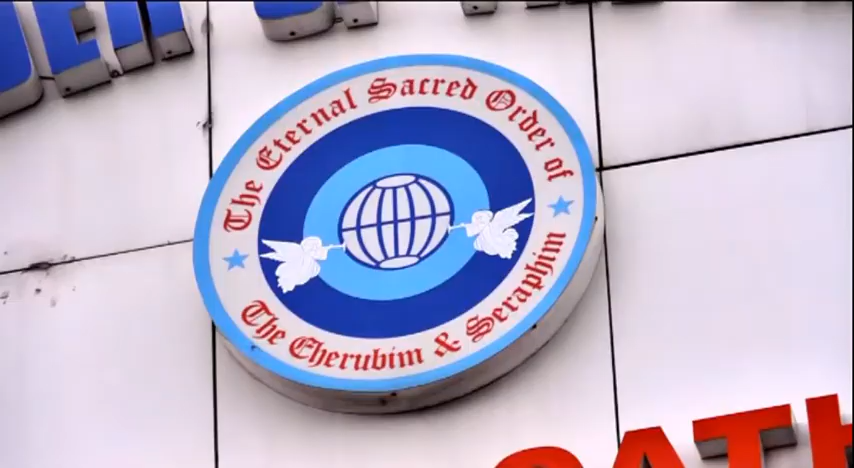 The Eternal Sacred Order of
The Cherubim & Seraphim